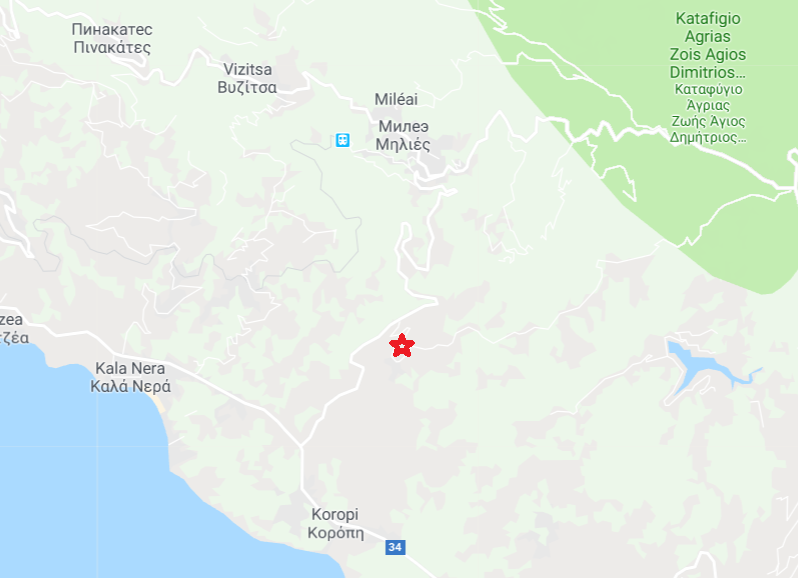 Пинакатес
Πινακάτες
Vizitsa
Βυζίτσα
Miléai
Милеэ
Μηλιές
Katafigio
Agrias
Zois Agios
Dimitrios...
Καταφύγιο
Άγριας
Ζωής Άγιος
Δημήτριος...
zea
τζέα
Kala Nera
Καλά Νερά
Koropi
Κορόπη
34